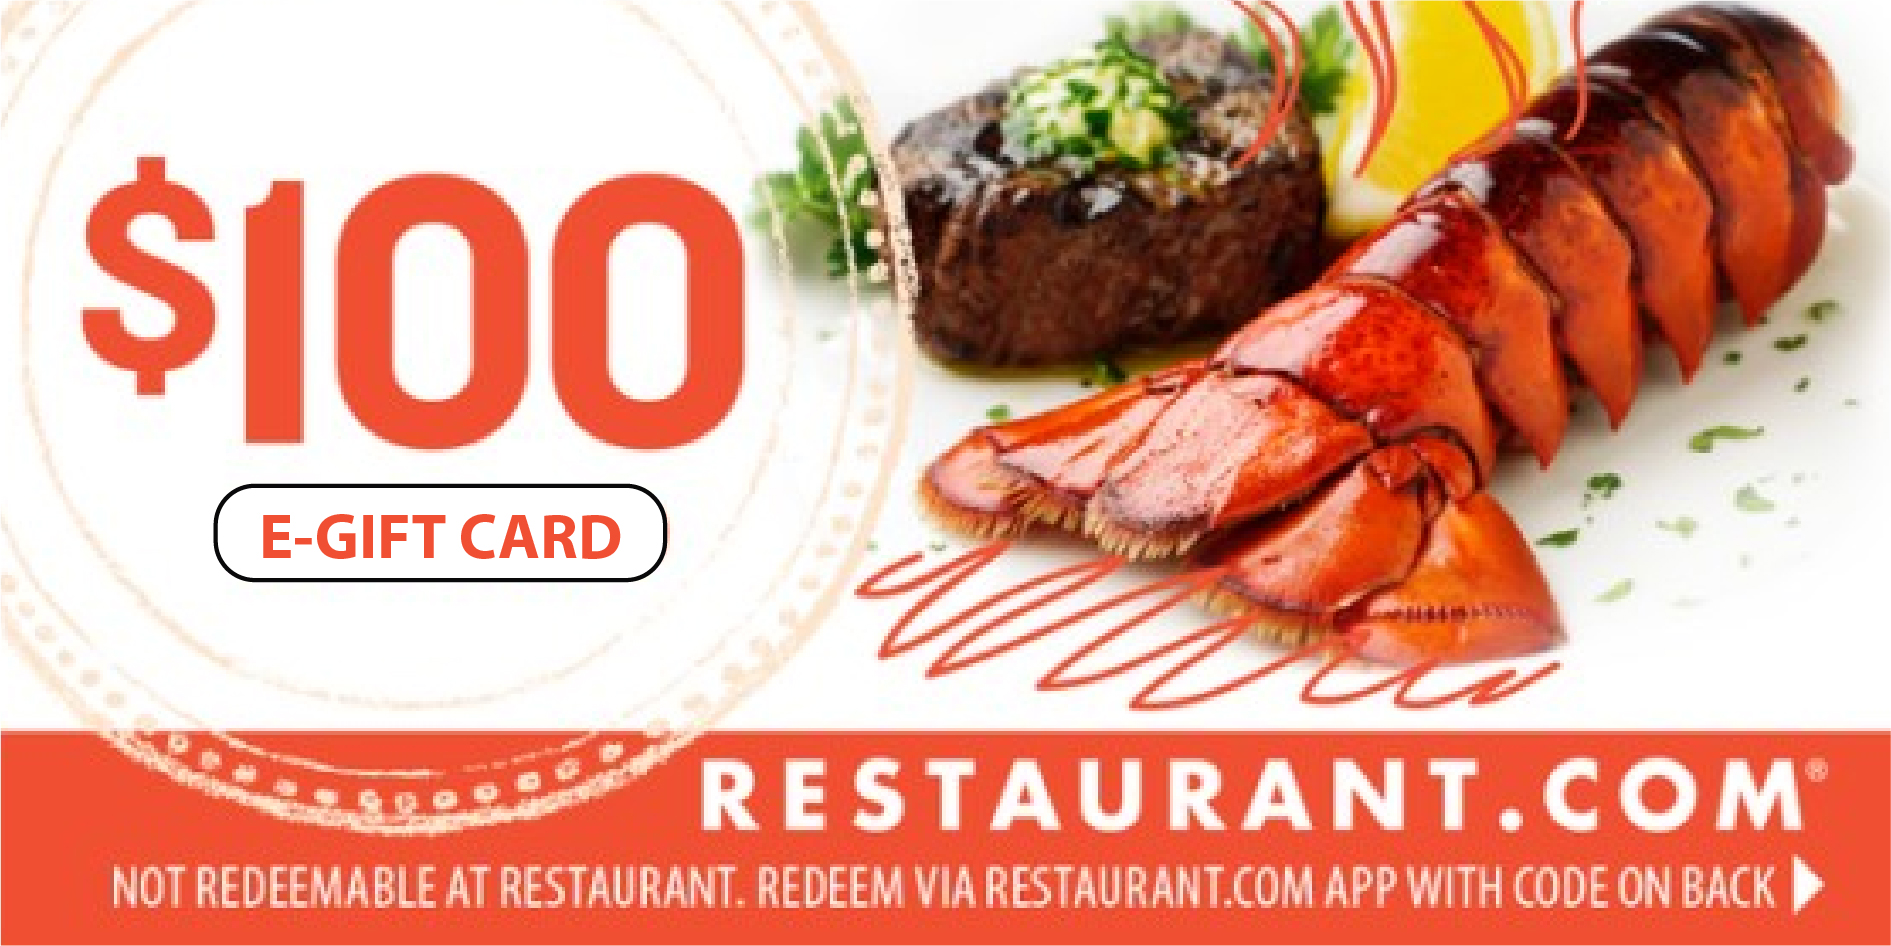 $100
E-GIFT CARD
RESTAURANT.COM®
NOT REDEEMABLE AT RESTAURANT. REDEEM VIA RESTAURANT.COM APP WITH CODE ON BACK